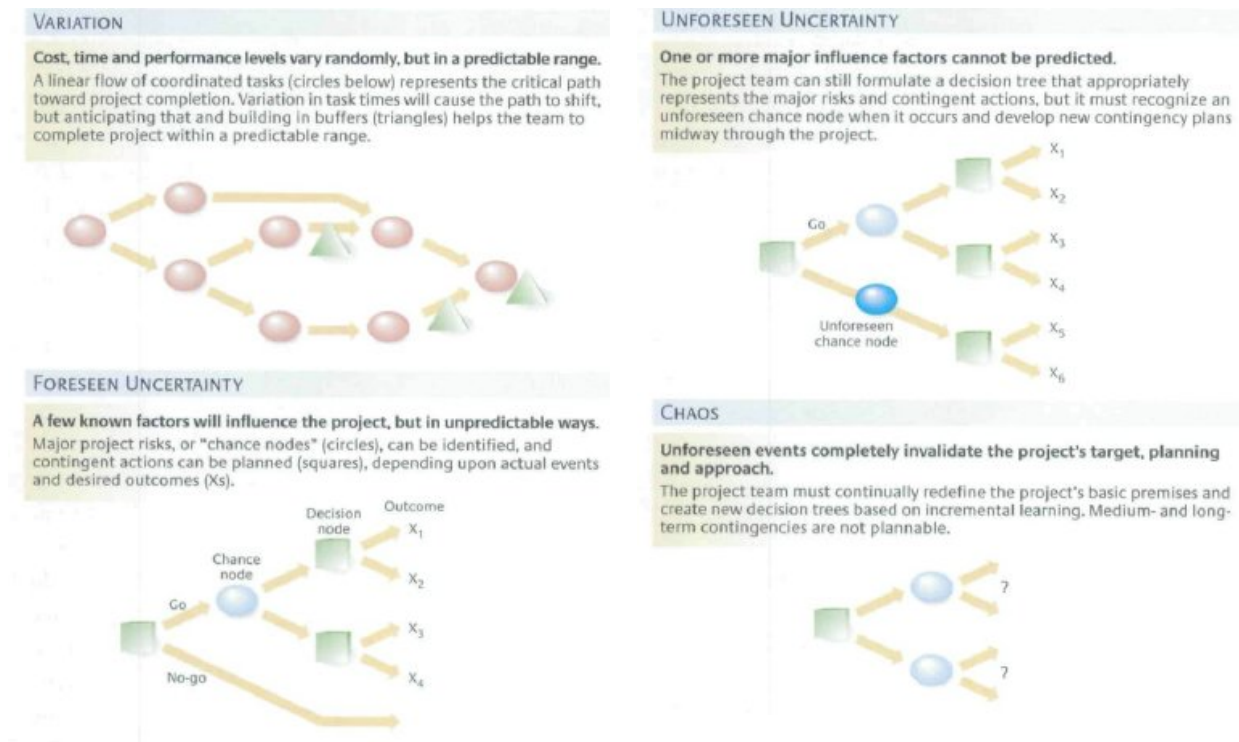 VARIATION
Cost, time and performance levels vary randomly, but in a predictable range.
A linear flow of coordinated tasks (circles below) represents the critical path
toward project completion. Variation in task times will cause the path to shift,
but anticipating that and building in buffers (triangles) helps the team to
complete project within a predictable range.
FORESEEN UNCERTAINTY
A few known factors will influence the project, but in unpredictable ways.
Major project risks, or "chance nodes" (circles), can be identified, and
contingent actions can be planned (squares), depending upon actual events
and desired outcomes (Xs).
Decision
node
Outcome
X1
Chance
node
X2
Go
X3
No-go
X4
UNFORESEEN UNCERTAINTY
One or more major influence factors cannot be predicted.
The project team can still formulate a decision tree that appropriately
represents the major risks and contingent actions, but it must recognize an
unforeseen chance node when it occurs and develop new contingency plans
midway through the project.
X1
X2
Go
X3
X4
Unforeseen
chance node
X5
X6
CHAOS
Unforeseen events completely invalidate the project's target, planning
and approach.
The project team must continually redefine the project's basic premises and
create new decision trees based on incremental learning. Medium- and long-
term contingencies are not plannable.
?
?